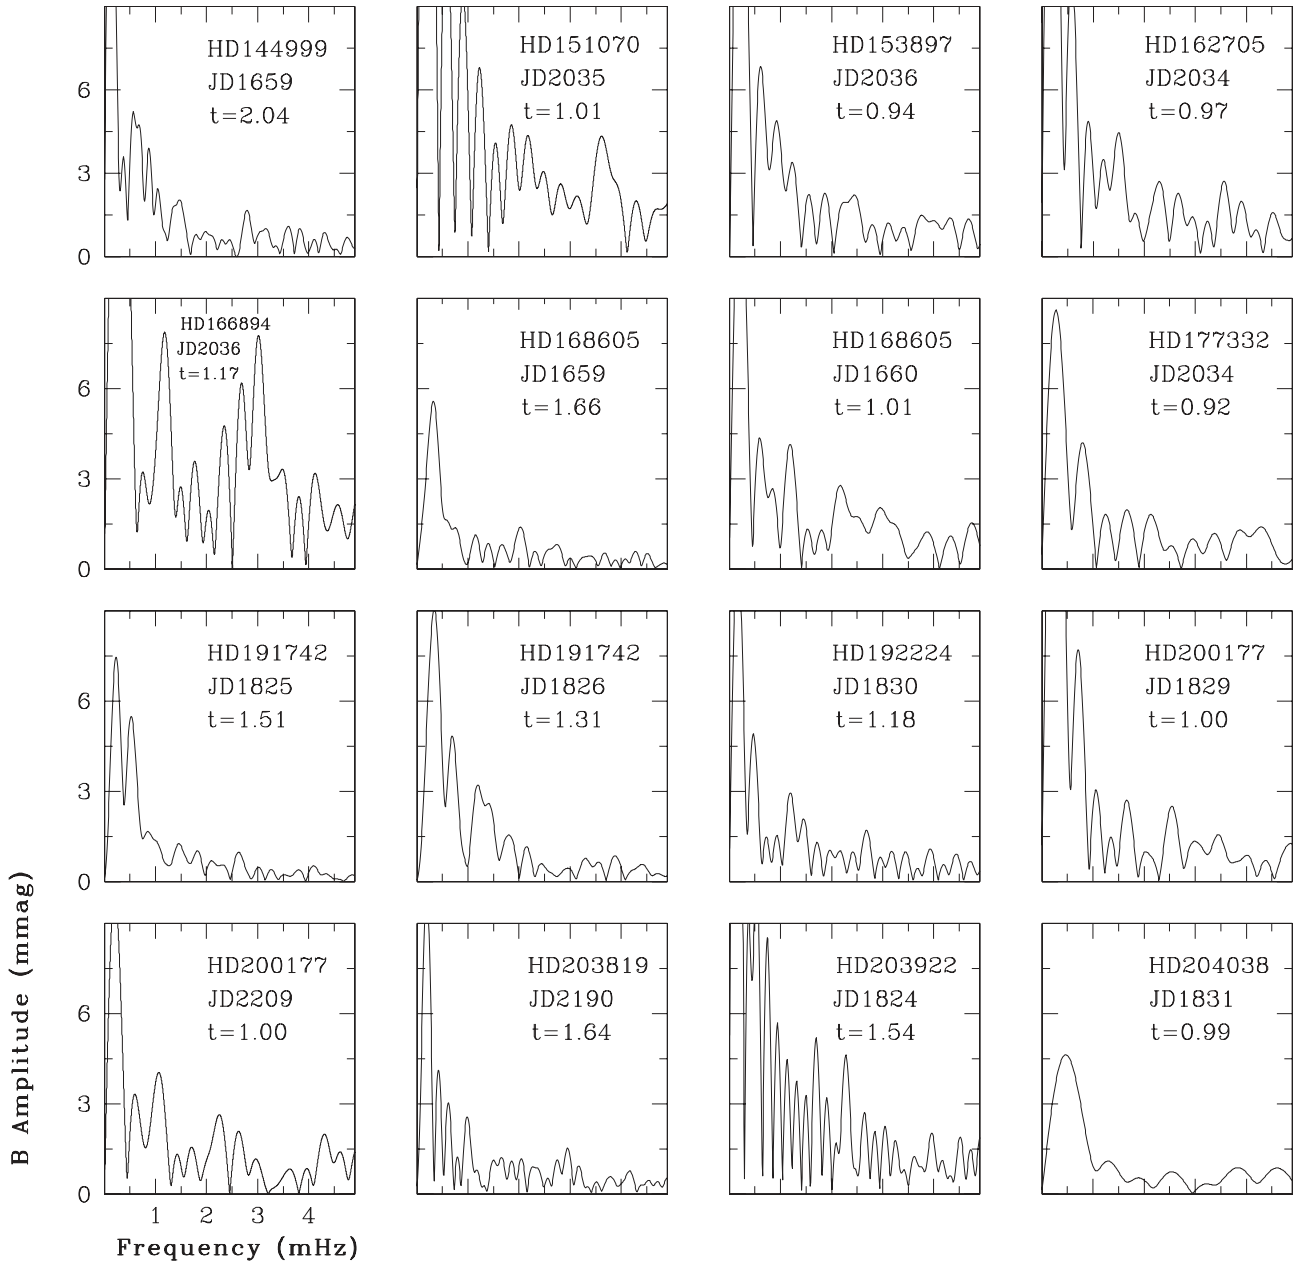 HD144999
JD1659
t=2.04
HD151070
JD2035
t=1.01
HD153897
JD2036
t=0.94
HD162705
JD2034
t=0.97
6
3
0
HD166894
JD2036
t=1.17
HD168605
JD1659
t=1.66
HD168605
JD1660
t=1.01
HD177332
JD2034
t=0.92
6
3
0
HD191742
JD1825
t=1.51
HD191742
JD1826
t=1.31
HD192224
JD1830
t=1.18
HD200177
JD1829
t=1.00
6
3
0
HD200177
JD2209
t=1.00
HD203819
JD2190
t=1.64
HD203922
JD1824
t=1.54
HD204038
JD1831
t=0.99
6
3
0
1 2 3 4
Frequency (mHz)
B Amplitude (mmag)